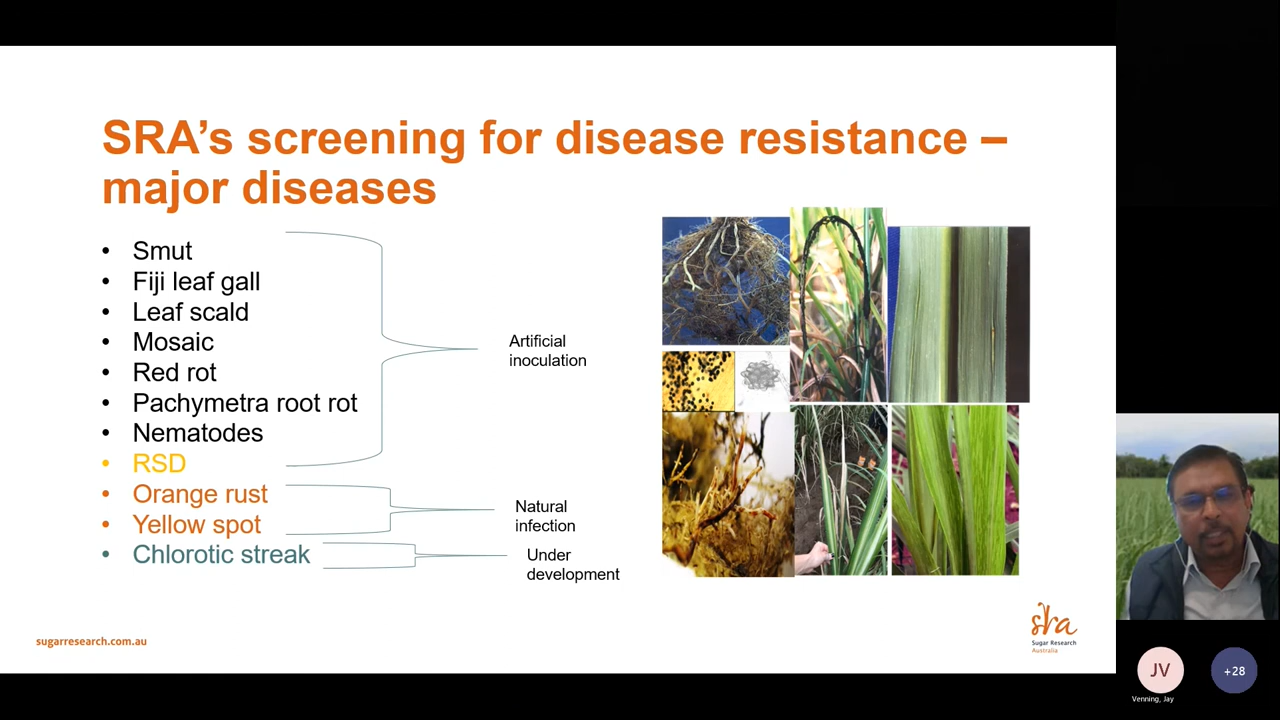 SRA’s screening for disease resistance –
major diseases
• Smut
• Fiji leaf gall
• Leaf scald
• Mosaic
• Red rot
• Pachymetra root rot
• Nematodes
• RSD
• Orange rust
• Yellow spot
• Chlorotic streak
Artificial
inoculation
Natural
infection
Under
development
sugarresearch.com.au
sra
Sugar Research
Australia
JV
Venning, Jay
+28